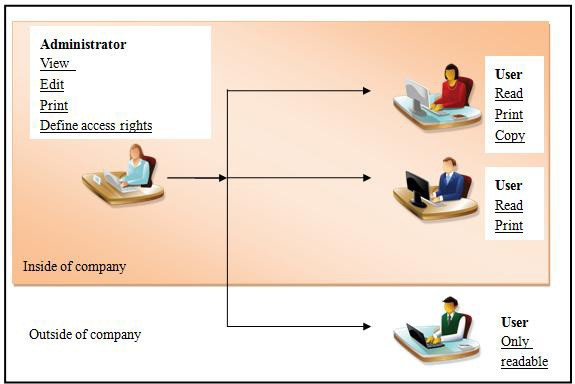 Administrator
View
Edit
Print
Define access rights
User
Read
Print
Copy
User
Read
Print
Inside of company
Outside of company
User
Only
readable